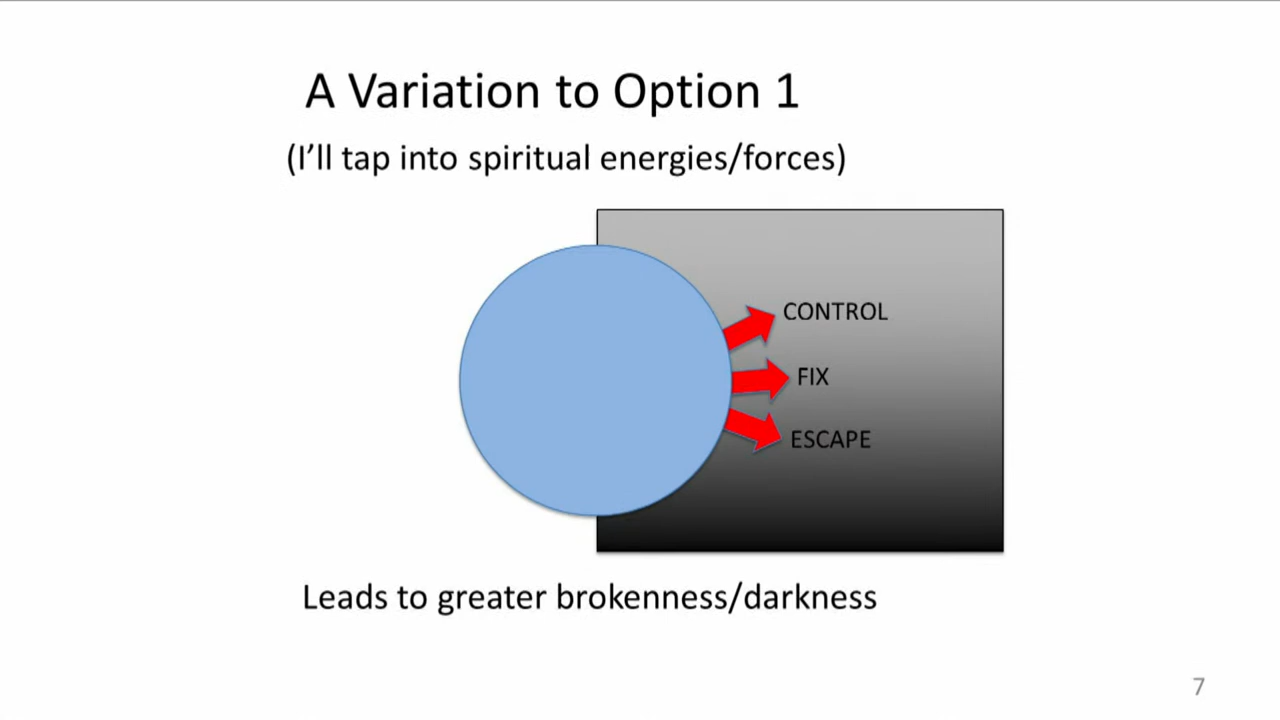 A Variation to Option 1
(I’ll tap into spiritual energies/forces)
CONTROL
FIX
ESCAPE
Leads to greater brokenness/darkness
7